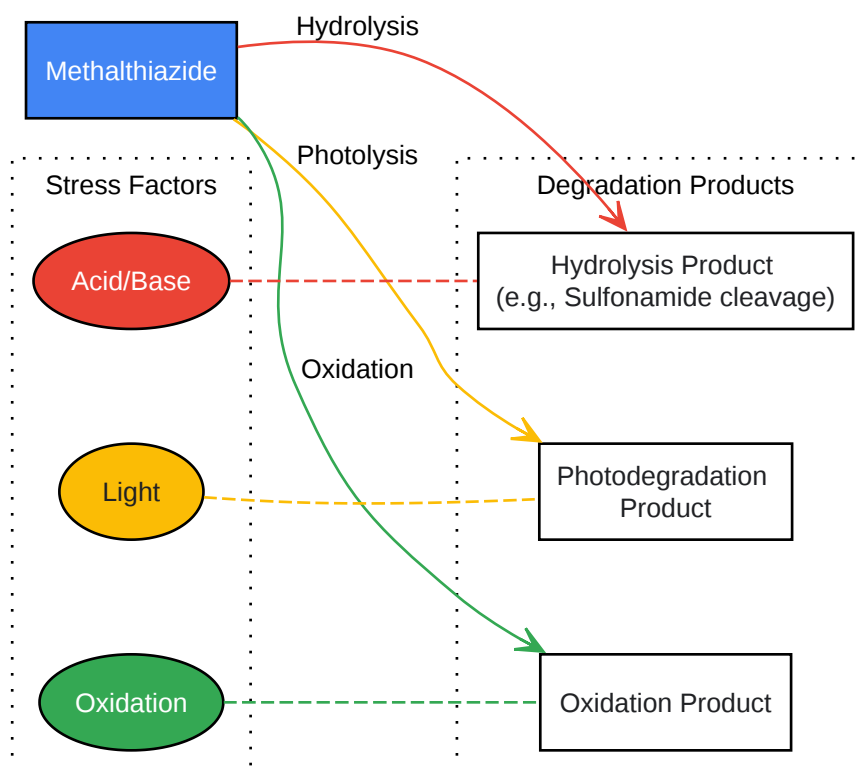 Hydrolysis
Methalthiazide
Photolysis
Stress Factors
Degradation Products
Acid/Base
Hydrolysis Product
(e.g., Sulfonamide cleavage)
Oxidation
Light
Photodegradation
Product
Oxidation
Oxidation Product